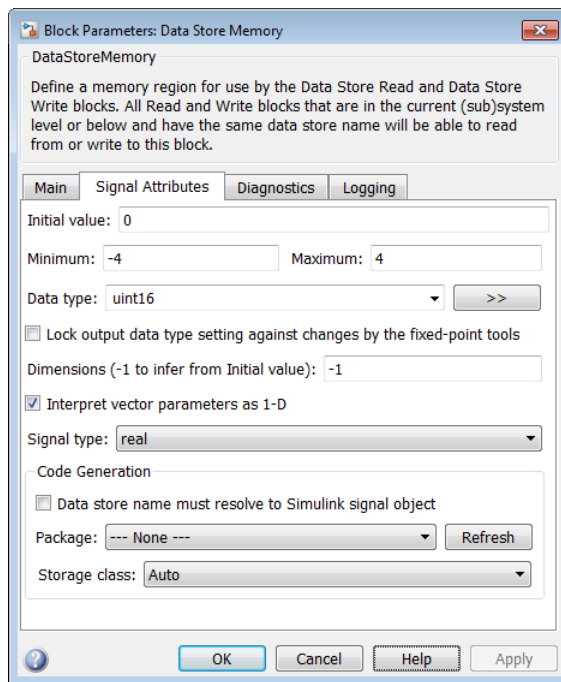 Block Parameters: Data Store Memory
DataStoreMemory
Define a memory region for use by the Data Store Read and Data Store
Write blocks. All Read and Write blocks that are in the current (sub)system
level or below and have the same data store name will be able to read
from or write to this block.
Main Signal Attributes Diagnostics Logging
Initial value: 0
Minimum: -4 Maximum: 4
Data type: uint16 >>
Lock output data type setting against changes by the fixed-point tools
Dimensions (-1 to infer from Initial value): -1
Interpret vector parameters as 1-D
Signal type: real
Code Generation
Data store name must resolve to Simulink signal object
Package: --- None --- Refresh
Storage class: Auto
? OK Cancel Help Apply